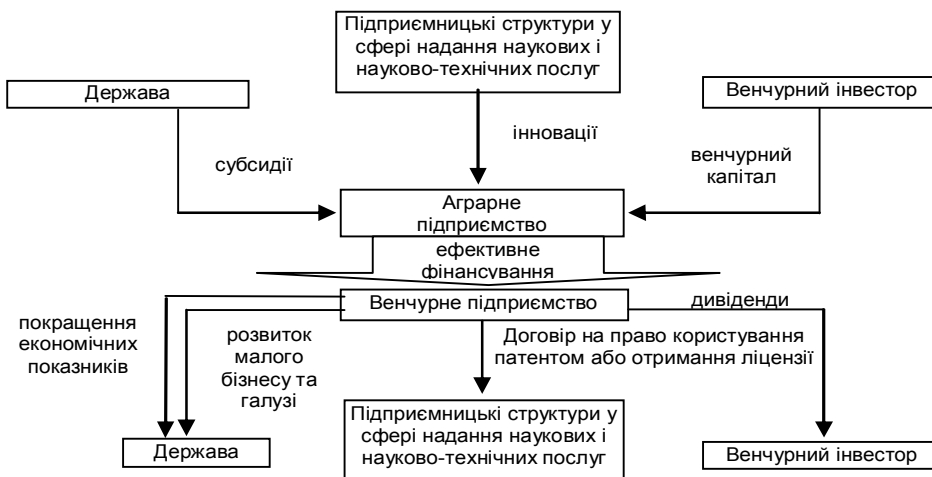 Підприємницькі структури у
сфері надання наукових і
науково-технічних послуг
Держава
Венчурний інвестор
інновації
субсидії
венчурний
капітал
Аграрне
підприємство
ефективне
фінансування
Венчурне підприємство
дивіденди
покращення
економічних
показників
розвиток
малого
бізнесу та
галузі
Договір на право користування
патентом або отримання ліцензії
Підприємницькі структури у
сфері надання наукових і
науково-технічних послуг
Держава
Венчурний інвестор